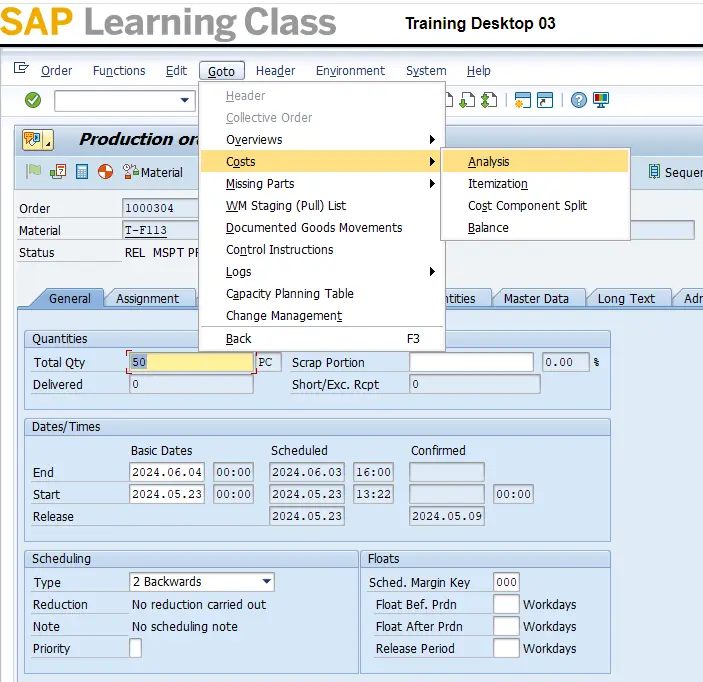 SAP Learning Class
Training Desktop 03
Order Functions Edit Goto Header Environment System Help
Header
Collective Order
Overviews
Costs
Missing Parts
WM Staging (Pull) List
Documented Goods Movements
Control Instructions
Logs
Capacity Planning Table
Change Management
Back F3
Analysis
Itemization
Cost Component Split
Balance
Production or
Material
Order 1000304
Material T-F113
Status REL MSPT P
General Assignment Master Data Long Text
Quantities
Total Qty 50 PC Scrap Portion 0.00 %
Delivered 0 Short/Exc. Rcpt 0
Dates/Times
Basic Dates Scheduled Confirmed
End 2024.06.04 00:00 2024.06.03 16:00
Start 2024.05.23 00:00 2024.05.23 13:22 00:00
Release 2024.05.23 2024.05.09
Scheduling
Type 2 Backwards
Reduction No reduction carried out
Note No scheduling note
Priority
Floats
Sched. Margin Key 000
Float Bef. Prdn Workdays
Float After Prdn Workdays
Release Period Workdays